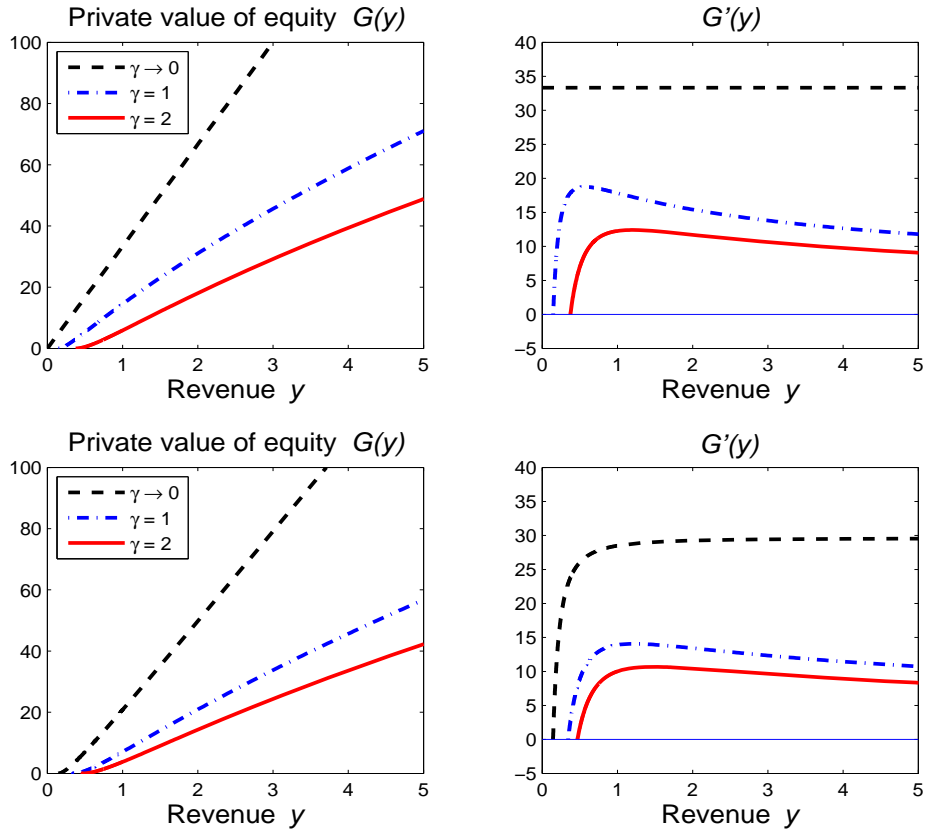 Private value of equity G(y)
100
80
60
40
20
0
γ → 0
γ = 1
γ = 2
0 1 2 3 4 5
Revenue y
G'(y)
40
35
30
25
20
15
10
5
0
−5
0 1 2 3 4 5
Revenue y
Private value of equity G(y)
100
80
60
40
20
0
γ → 0
γ = 1
γ = 2
0 1 2 3 4 5
Revenue y
G'(y)
40
35
30
25
20
15
10
5
0
−5
0 1 2 3 4 5
Revenue y